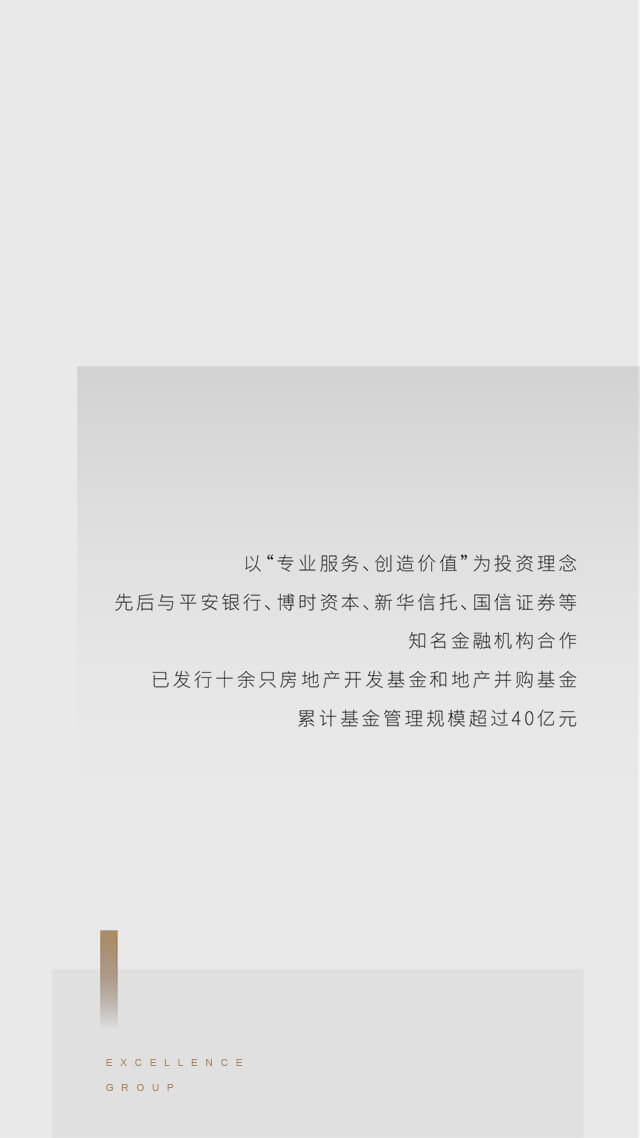 以“专业服务、创造价值”为投资理念
先后与平安银行、博时资本、新华信托、国信证券等
知名金融机构合作
已发行十余只房地产开发基金和地产并购基金
累计基金管理规模超过40亿元
EXCELLENCE
GROUP